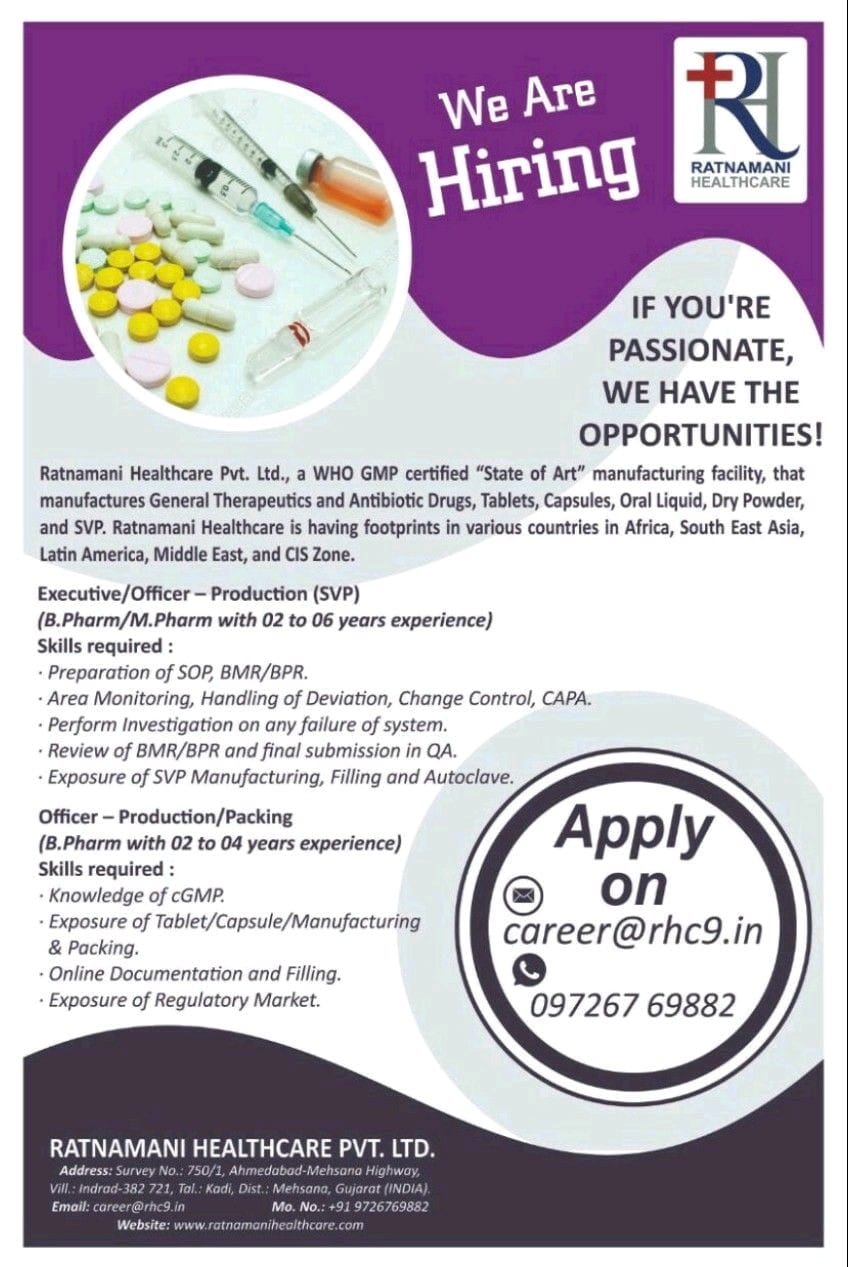 We Are
Hiring
RH
RATNAMANI
HEALTHCARE
IF YOU'RE
PASSIONATE,
WE HAVE THE
OPPORTUNITIES!
Ratnamani Healthcare Pvt. Ltd., a WHO GMP certified “State of Art” manufacturing facility, that
manufactures General Therapeutics and Antibiotic Drugs, Tablets, Capsules, Oral Liquid, Dry Powder,
and SVP. Ratnamani Healthcare is having footprints in various countries in Africa, South East Asia,
Latin America, Middle East, and CIS Zone.
Executive/Officer – Production (SVP)
(B.Pharm/M.Pharm with 02 to 06 years experience)
Skills required :
· Preparation of SOP, BMR/BPR.
· Area Monitoring, Handling of Deviation, Change Control, CAPA.
· Perform Investigation on any failure of system.
· Review of BMR/BPR and final submission in QA.
· Exposure of SVP Manufacturing, Filling and Autoclave.
Officer – Production/Packing
(B.Pharm with 02 to 04 years experience)
Skills required :
· Knowledge of cGMP.
· Exposure of Tablet/Capsule/Manufacturing
& Packing.
· Online Documentation and Filling.
· Exposure of Regulatory Market.
Apply
on
career@rhc9.in
097267 69882
RATNAMANI HEALTHCARE PVT. LTD.
Address: Survey No.: 750/1, Ahmedabad-Mehsana Highway,
Vill.: Indrad-382 721, Tal.: Kadi, Dist.: Mehsana, Gujarat (INDIA).
Email: career@rhc9.in Mo. No.: +91 9726769882
Website: www.ratnamanihealthcare.com